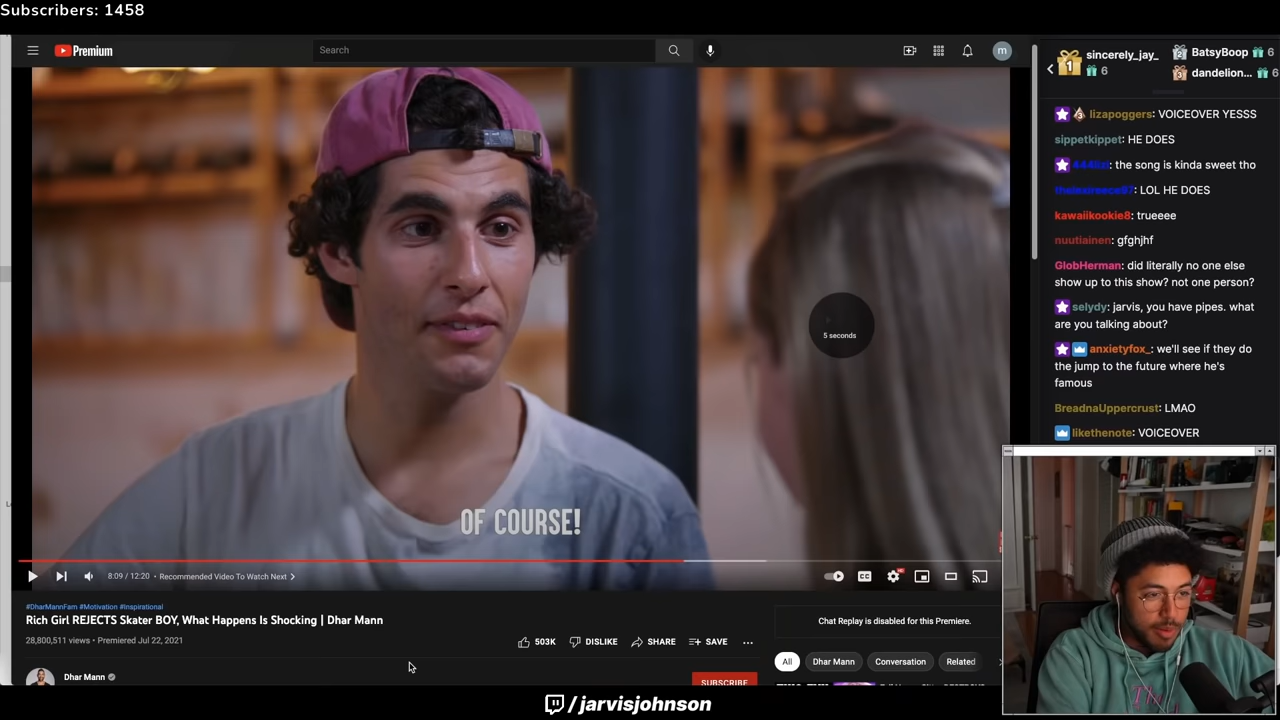 Subscribers: 1458
Premium
Search
m
1
sincerely_jay_
6
BatsyBoop 6
dandelion... 6
lizapoggers: VOICEOVER YESSS
sippetkippet: HE DOES
: the song is kinda sweet tho
: LOL HE DOES
kawaiikookie8: trueeee
nuutiainen: gfghjhf
GlobHerman: did literally no one else
show up to this show? not one person?
selydy: jarvis, you have pipes. what
are you talking about?
anxietyfox_: we'll see if they do
the jump to the future where he's
famous
BreadnaUppercrust: LMAO
likethenote: VOICEOVER
5 seconds
OF COURSE!
8:09 / 12:20 • Recommended Video To Watch Next
CC
HD
#DharMannFam #Motivation #Inspirational
Rich Girl REJECTS Skater BOY, What Happens Is Shocking | Dhar Mann
28,800,511 views • Premiered Jul 22, 2021
503K DISLIKE SHARE SAVE
Dhar Mann
SUBSCRIBE
Chat Replay is disabled for this Premiere.
All Dhar Mann Conversation Related
/jarvisjohnson